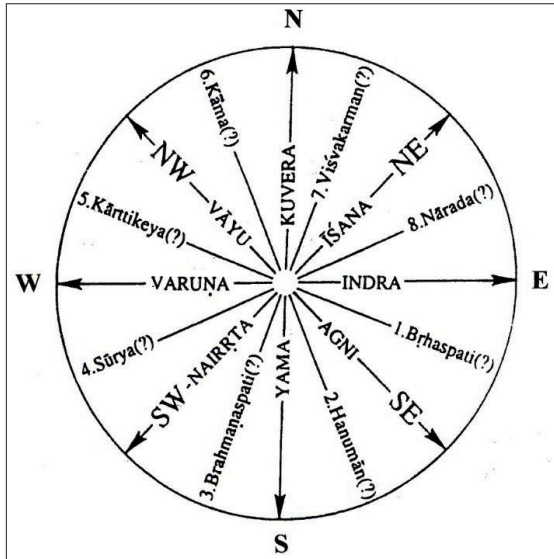 N
6.Kāma(?)
7.Viśvakarman(?)
NW
NE
KUVERA
5.Kārttikeya(?)
VĀYU
ĪŚANA
8.Nārada(?)
W
VARUṆA
INDRA
E
4.Sūrya(?)
SW-NAIRṚTA
YAMA
AGNI
1.Bṛhaspati(?)
SE
3.Brahmaṇaspati(?)
2.Hanumān(?)
S